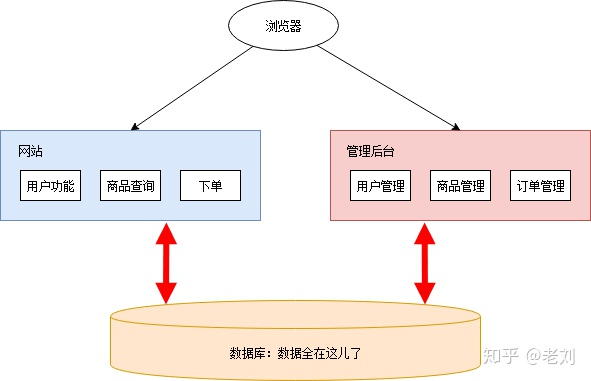 浏览器
网站
用户功能
商品查询
下单
管理后台
用户管理
商品管理
订单管理
数据库：数据全在这儿了
知乎 @老刘